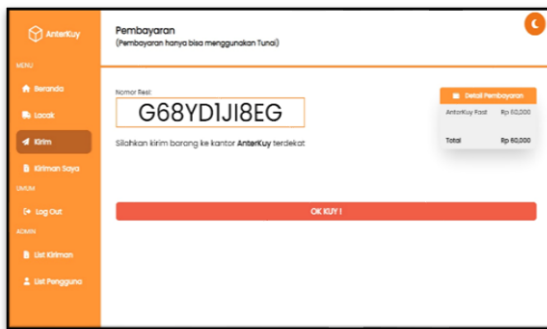 AnterKuy
MENU
Beranda
Lacak
Kirim
Kiriman Saya
UMUM
Log Out
ADMIN
List Kiriman
List Pengguna
Pembayaran
(Pembayaran hanya bisa menggunakan Tunai)
Nomor Resi:
G68YD1JI8EG
Silahkan kirim barang ke kantor AnterKuy terdekat
Detail Pembayaran
AnterKuy Fast Rp 60,000
Total Rp 60,000
OK KUY !